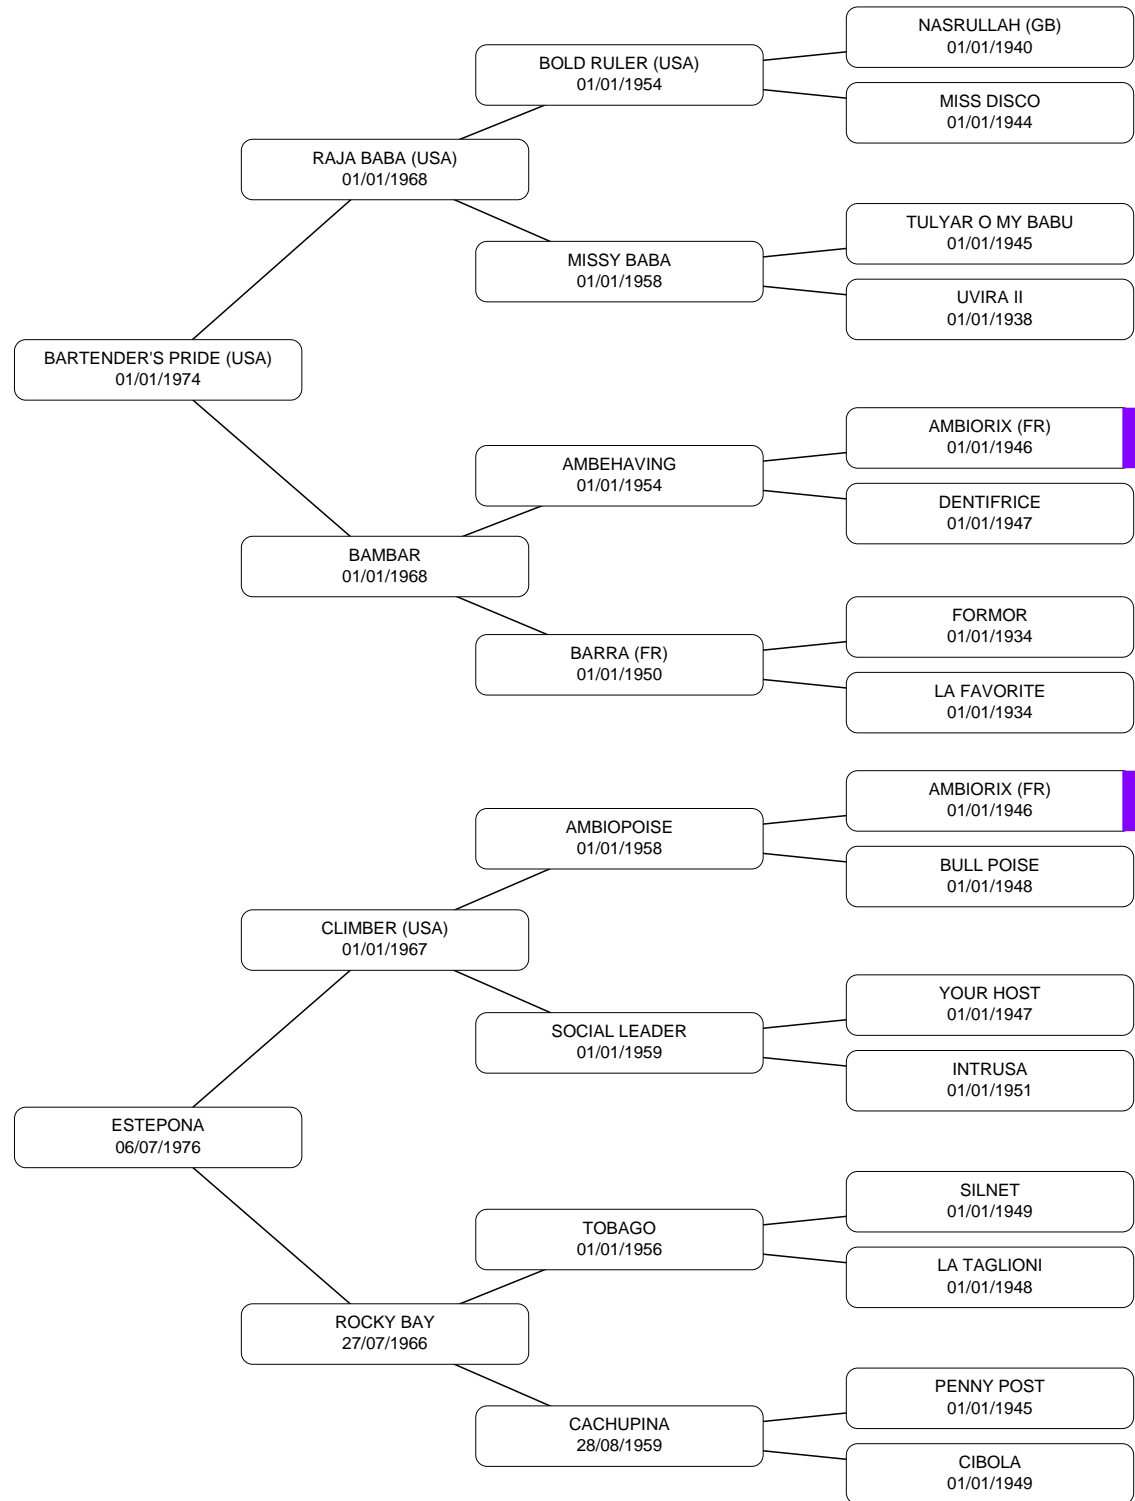 NASRULLAH (GB)
01/01/1940
BOLD RULER (USA)
01/01/1954
MISS DISCO
01/01/1944
RAJA BABA (USA)
01/01/1968
TULYAR O MY BABU
01/01/1945
MISSY BABA
01/01/1958
UVIRA II
01/01/1938
BARTENDER'S PRIDE (USA)
01/01/1974
AMBIORIX (FR)
01/01/1946
AMBEHAVING
01/01/1954
DENTIFRICE
01/01/1947
BAMBAR
01/01/1968
FORMOR
01/01/1934
BARRA (FR)
01/01/1950
LA FAVORITE
01/01/1934
AMBIORIX (FR)
01/01/1946
AMBIOPOISE
01/01/1958
BULL POISE
01/01/1948
CLIMBER (USA)
01/01/1967
YOUR HOST
01/01/1947
SOCIAL LEADER
01/01/1959
INTRUSA
01/01/1951
ESTEPONA
06/07/1976
SILNET
01/01/1949
TOBAGO
01/01/1956
LA TAGLIONI
01/01/1948
ROCKY BAY
27/07/1966
PENNY POST
01/01/1945
CACHUPINA
28/08/1959
CIBOLA
01/01/1949